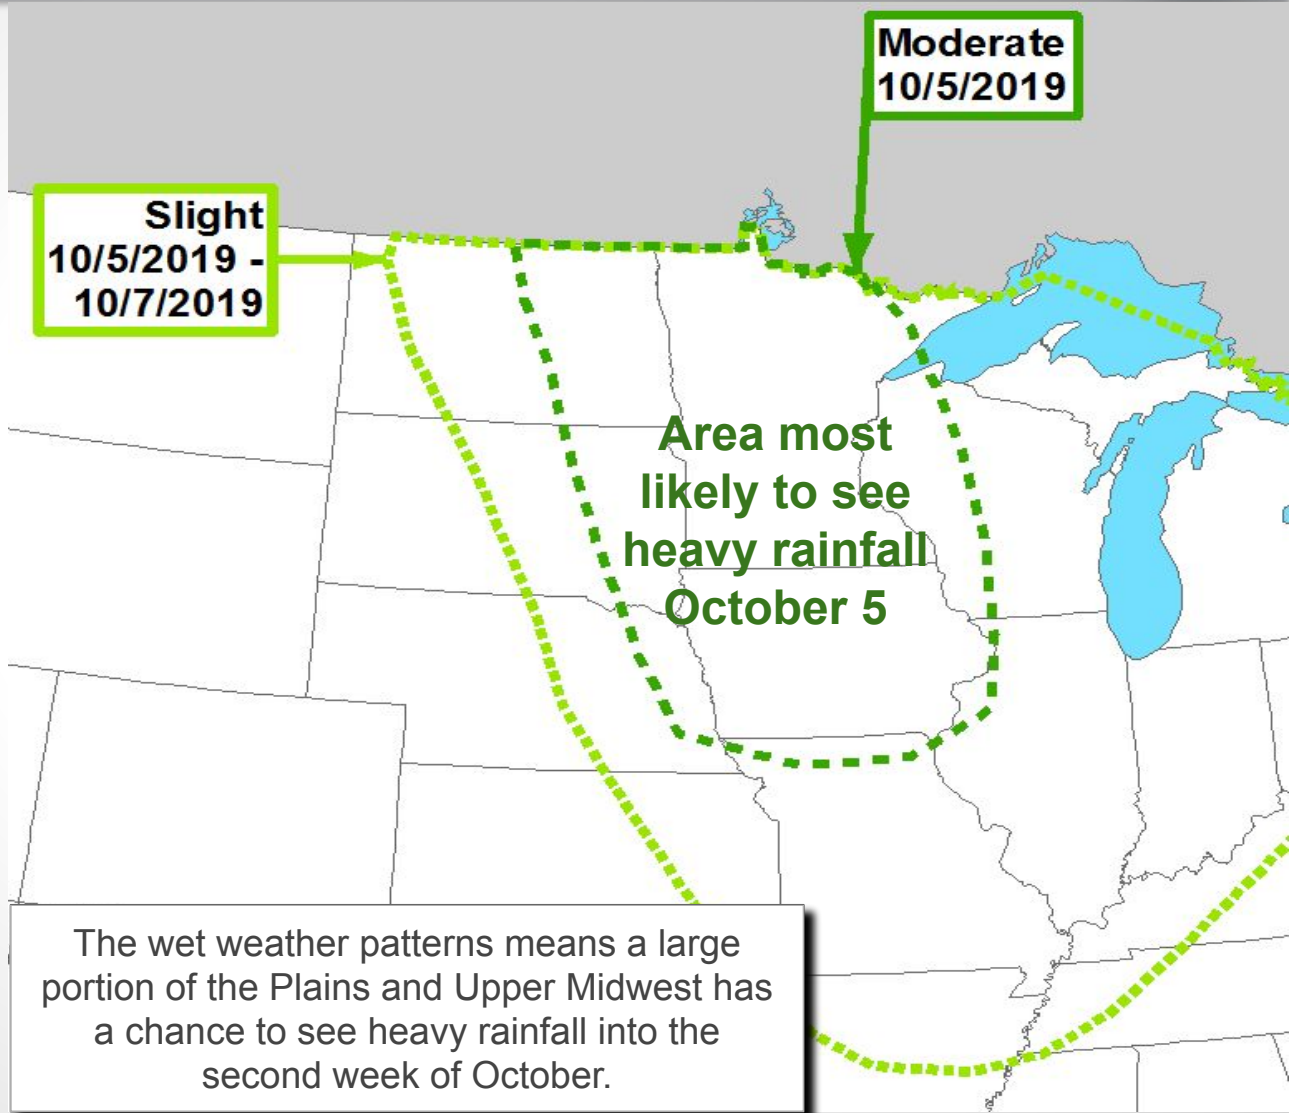 Moderate
10/5/2019
Slight
10/5/2019 -
10/7/2019
Area most
likely to see
heavy rainfall
October 5
The wet weather patterns means a large
portion of the Plains and Upper Midwest has
a chance to see heavy rainfall into the
second week of October.